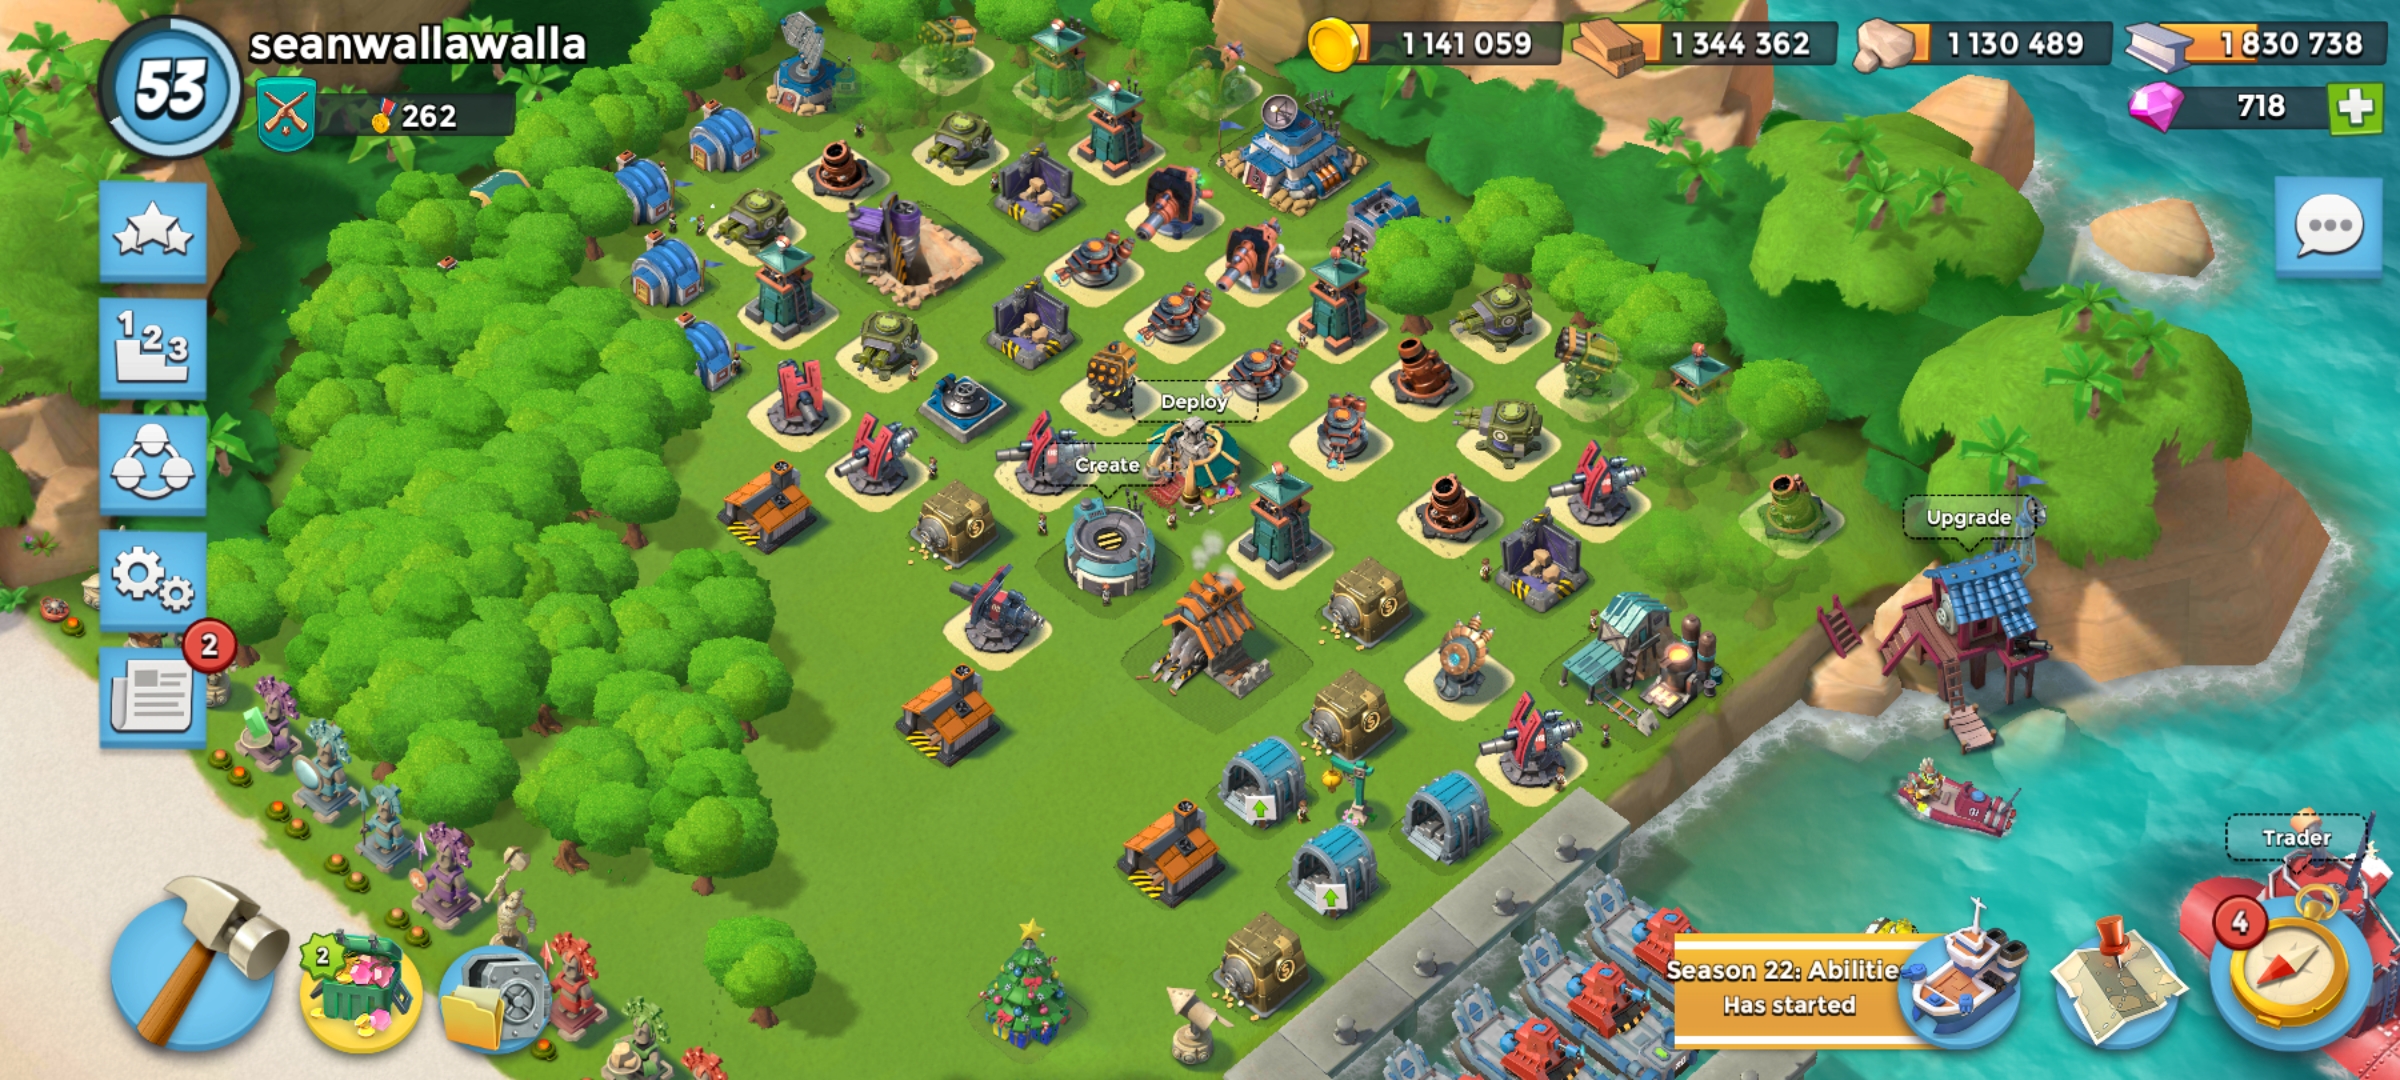 53
seanwallawalla
262
1 141 059
1 344 362
1 130 489
1 830 738
718
123
Deploy
Create
Upgrade
2
Trader
4
2
Season 22: Abilitie
Has started